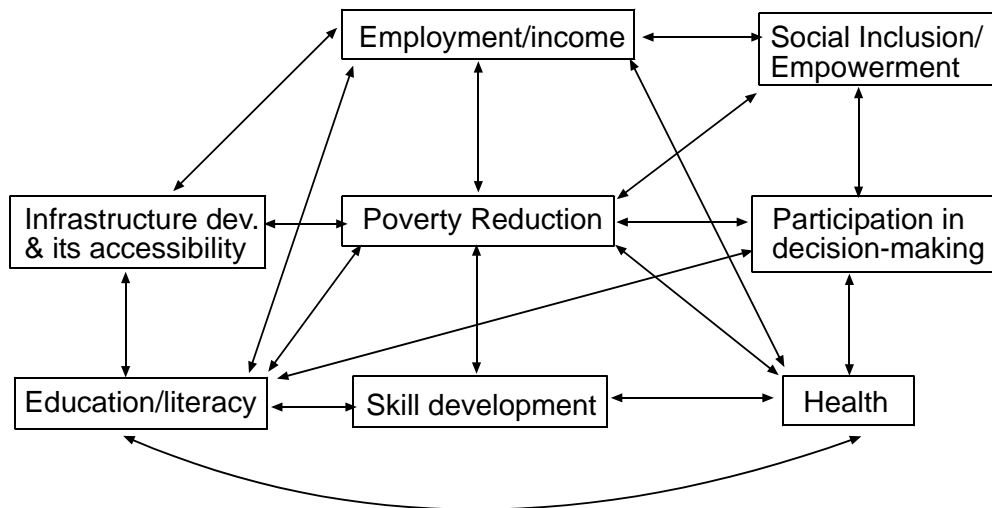 Employment/income
Social Inclusion/
Empowerment
Infrastructure dev.
& its accessibility
Poverty Reduction
Participation in
decision-making
Education/literacy
Skill development
Health